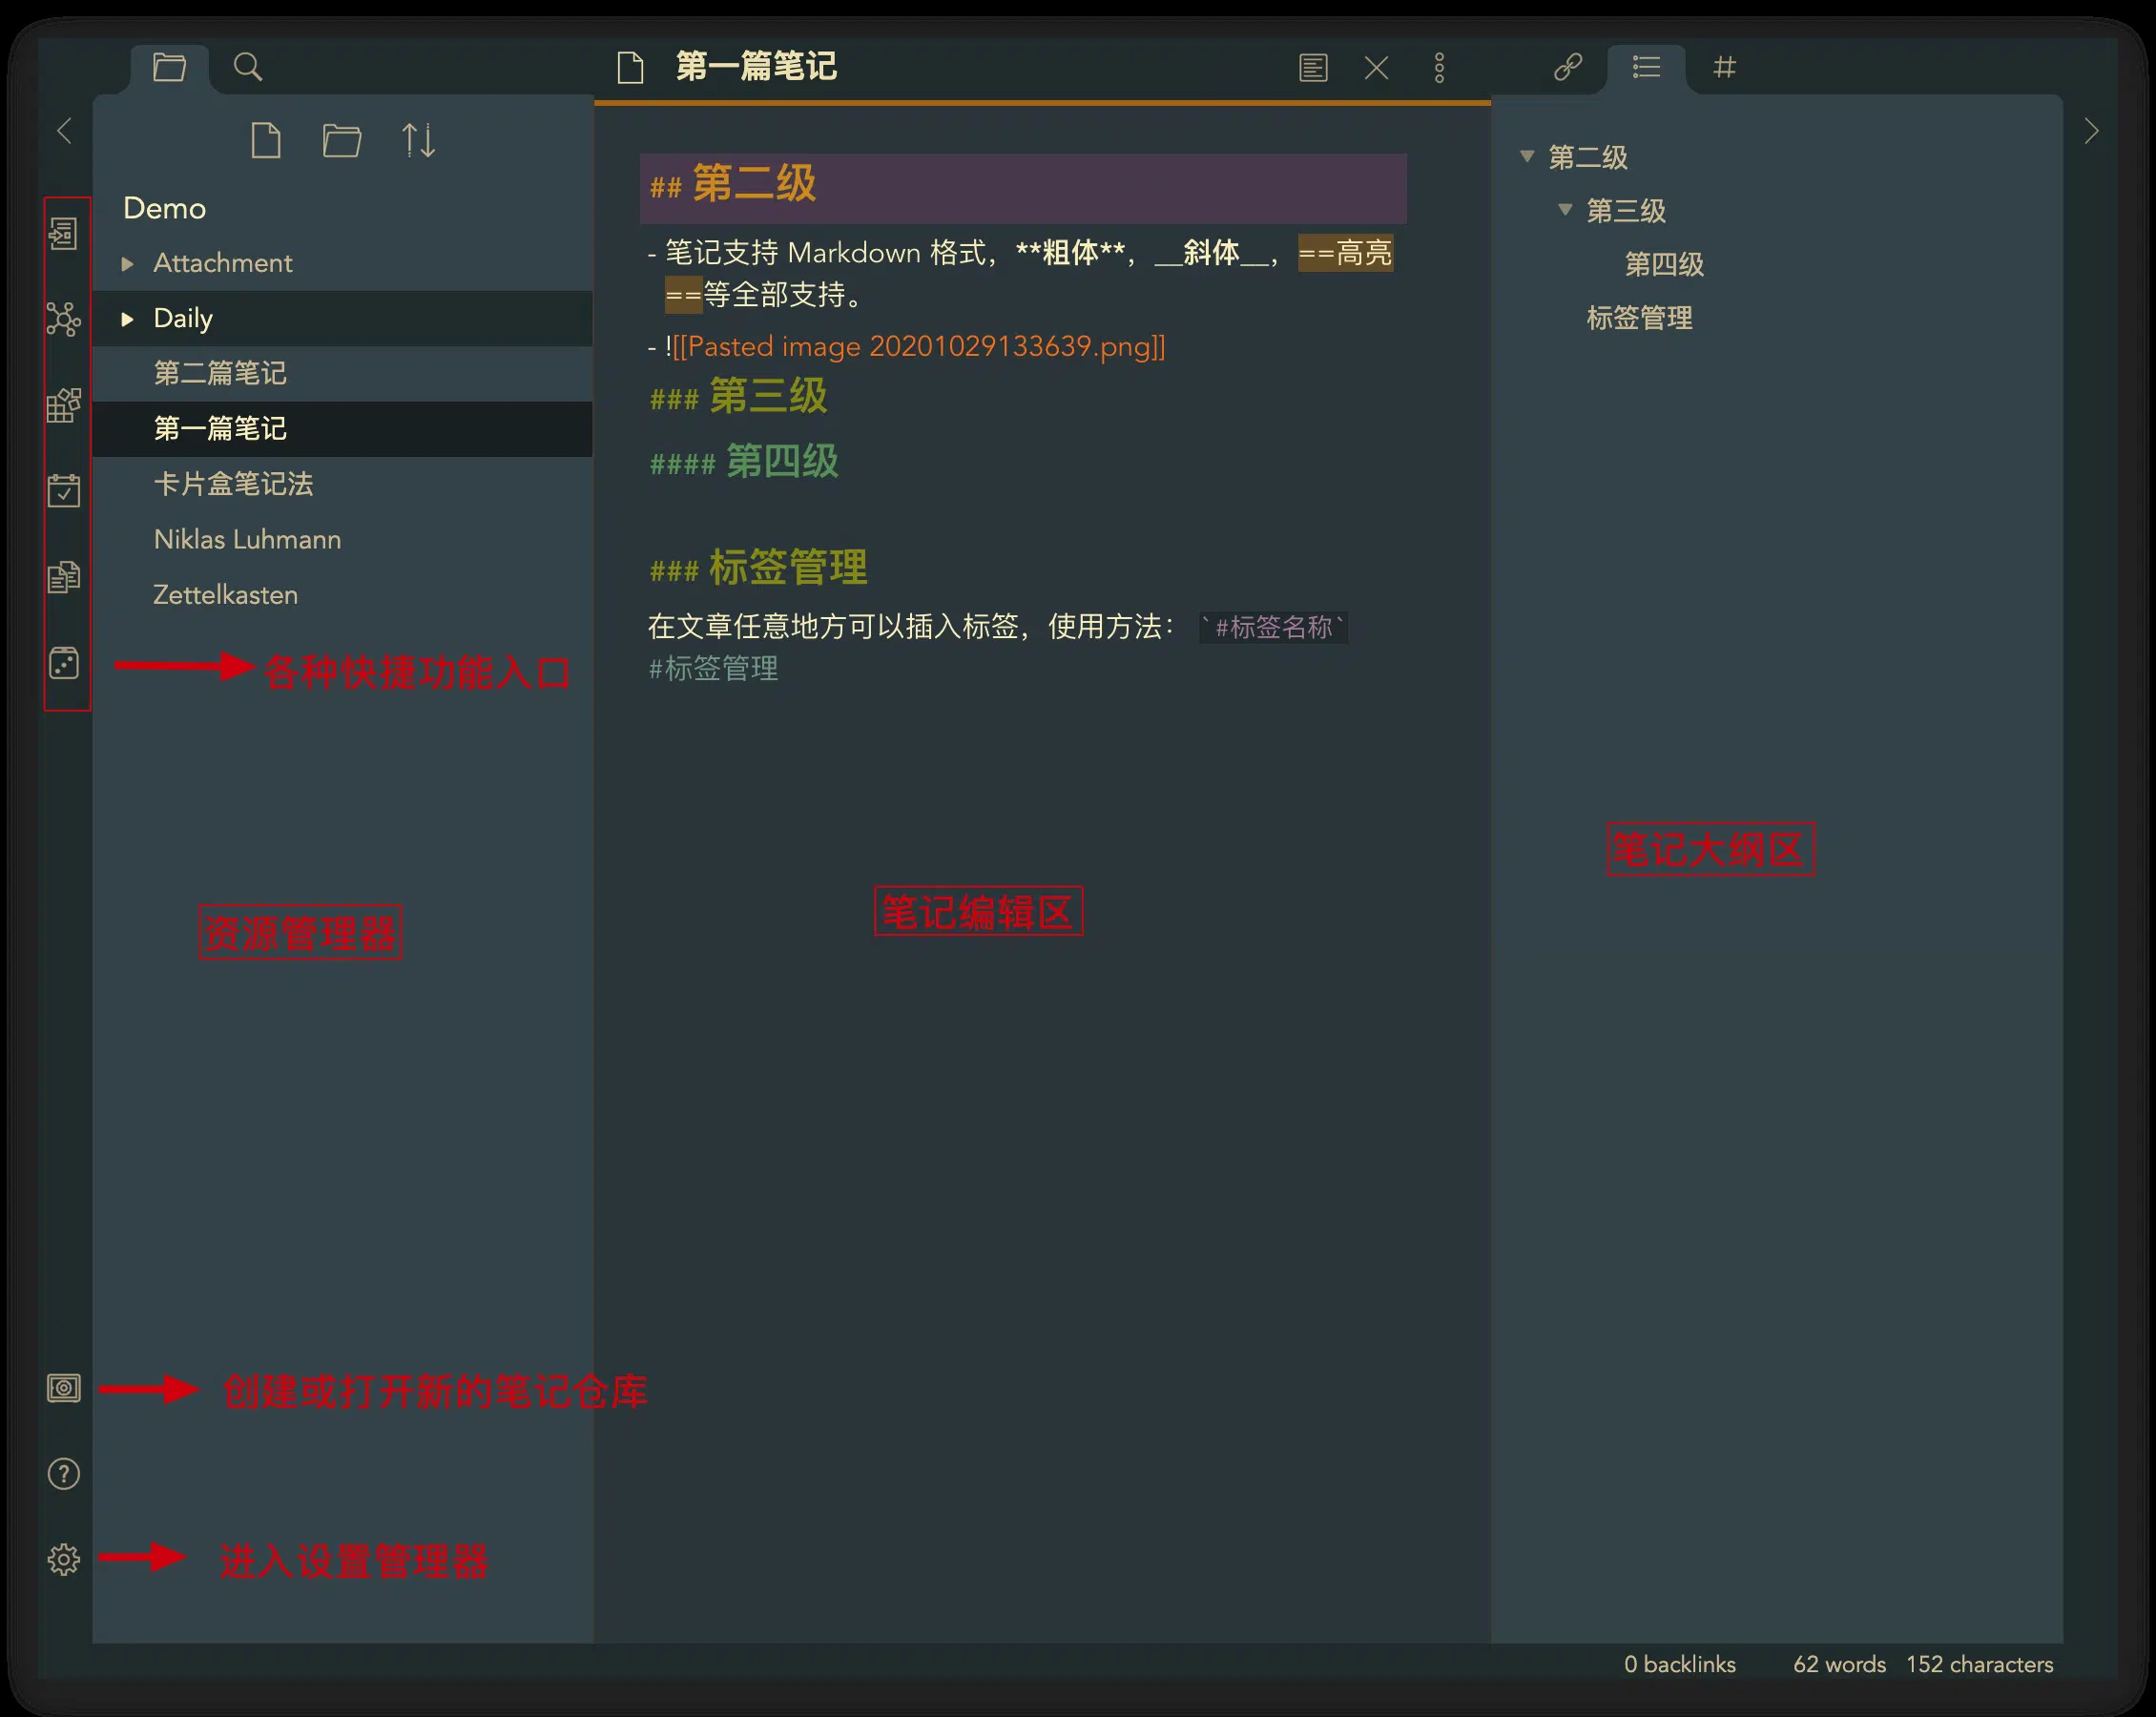 第一篇笔记
Demo
Attachment
Daily
第二篇笔记
第一篇笔记
卡片盒笔记法
Niklas Luhmann
Zettelkasten
各种快捷功能入口
资源管理器
创建或打开新的笔记仓库
进入设置管理器
## 第二级
- 笔记支持 Markdown 格式，**粗体**，__斜体__，==高亮
==等全部支持。
- ![[Pasted image 20201029133639.png]]
### 第三级
#### 第四级
### 标签管理
在文章任意地方可以插入标签，使用方法：`#标签名称`
#标签管理
笔记编辑区
第二级
第三级
第四级
标签管理
笔记大纲区
0 backlinks 62 words 152 characters